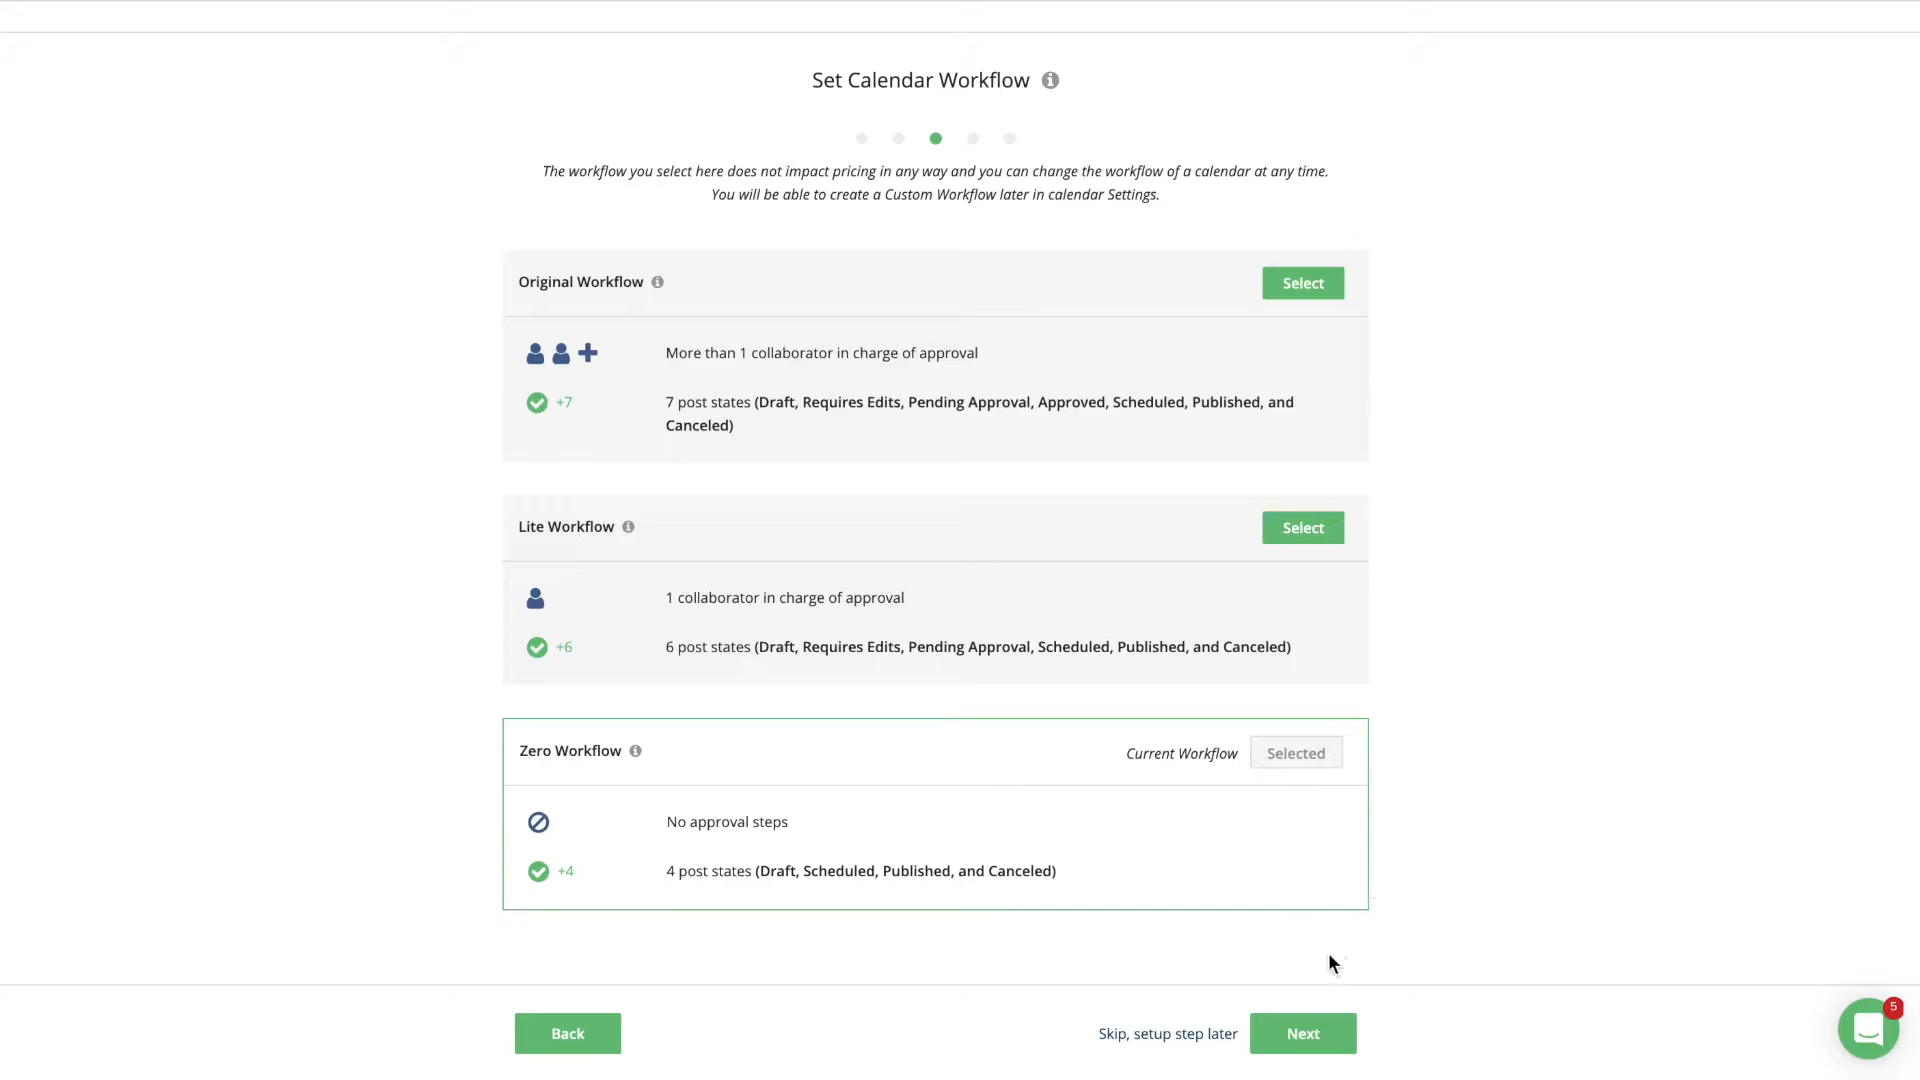 Set Calendar Workflow
The workflow you select here does not impact pricing in any way and you can change the workflow of a calendar at any time.
You will be able to create a Custom Workflow later in calendar Settings.
Original Workflow
Select
More than 1 collaborator in charge of approval
+7
7 post states (Draft, Requires Edits, Pending Approval, Approved, Scheduled, Published, and
Canceled)
Lite Workflow
Select
1 collaborator in charge of approval
+6
6 post states (Draft, Requires Edits, Pending Approval, Scheduled, Published, and Canceled)
Zero Workflow
Current Workflow
Selected
No approval steps
+4
4 post states (Draft, Scheduled, Published, and Canceled)
Back
Skip, setup step later
Next
5